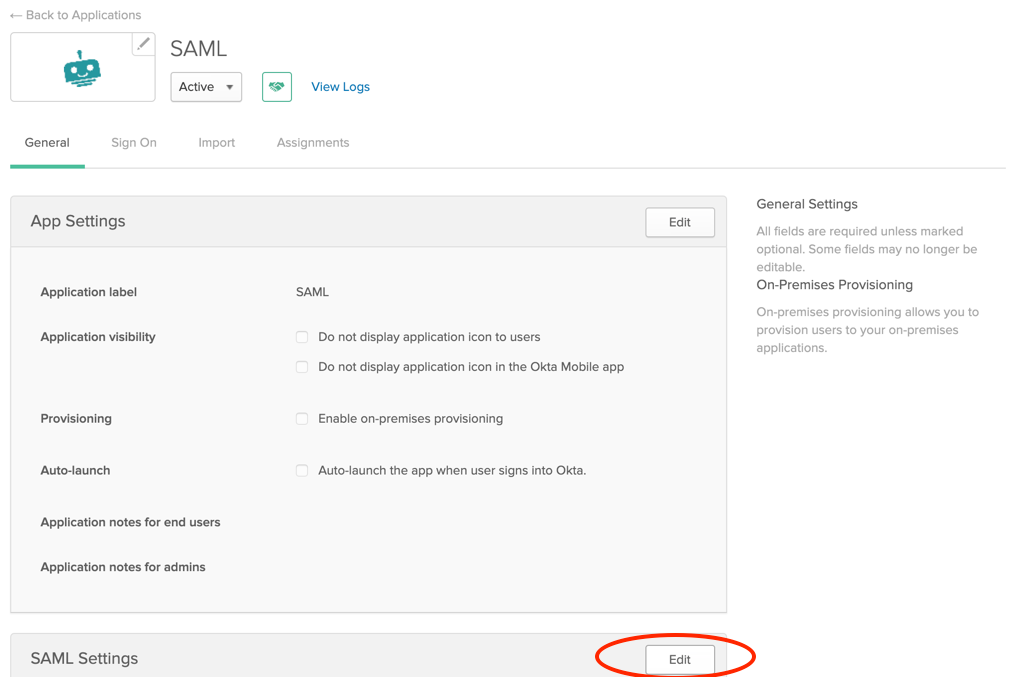 ← Back to Applications
SAML
Active
View Logs
General
Sign On
Import
Assignments
App Settings
Edit
Application label
SAML
Application visibility
Do not display application icon to users
Do not display application icon in the Okta Mobile app
Provisioning
Enable on-premises provisioning
Auto-launch
Auto-launch the app when user signs into Okta.
Application notes for end users
Application notes for admins
SAML Settings
Edit
General Settings
All fields are required unless marked
optional. Some fields may no longer be
editable.
On-Premises Provisioning
On-premises provisioning allows you to
provision users to your on-premises
applications.